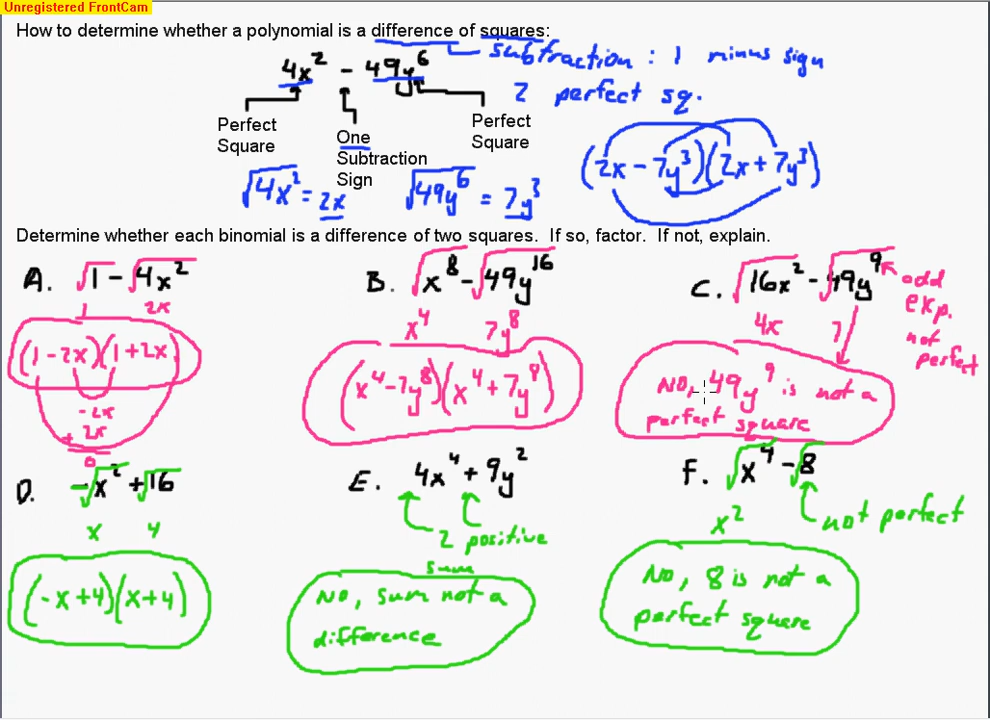 Unregistered FrontCam
How to determine whether a polynomial is a difference of squares:
4x² - 49y⁶
subtraction : 1 minus sign
2 perfect sq.
Perfect
Square
One
Subtraction
Sign
Perfect
Square
√4x² = 2x
√49y⁶ = 7y³
(2x - 7y³)(2x + 7y³)
Determine whether each binomial is a difference of two squares. If so, factor. If not, explain.
A. √1 - √4x²
1 2x
(1 - 2x)(1 + 2x)
-2x
+ 2x
0
B. √x⁸ - √49y¹⁶
x⁴ 7y⁸
(x⁴ - 7y⁸)(x⁴ + 7y⁸)
C. √16x² - √49y⁹
odd
exp.
not
perfect
4x 7
No, 49y⁹ is not a
perfect square
D. -√x² + √16
x 4
(-x+4)(x+4)
E. 4x⁴ + 9y²
2 positive
sum
No, sum not a
difference
F. √x⁴ - √8
x²
not perfect
No, 8 is not a
perfect square